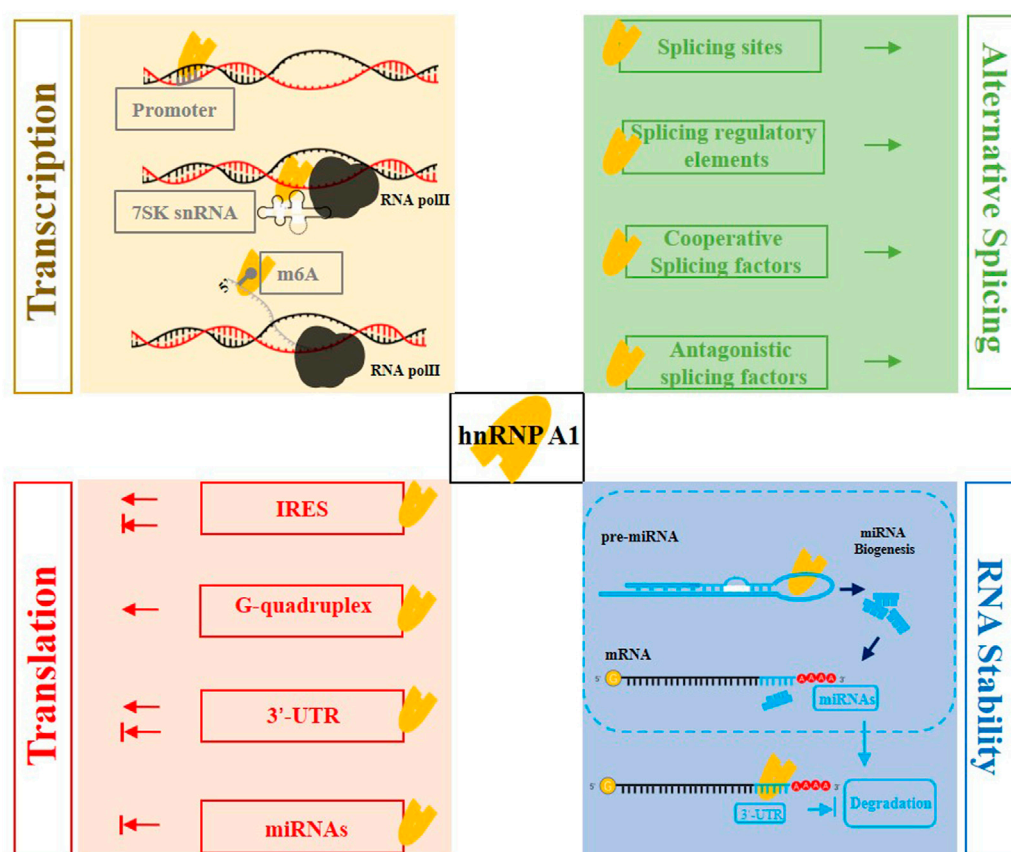 Transcription
Promoter
RNA polII
7SK snRNA
m6A
5'
RNA polII
Splicing sites
Splicing regulatory
elements
Cooperative
Splicing factors
Antagonistic
splicing factors
Alternative Splicing
hnRNP A1
Translation
IRES
G-quadruplex
3'-UTR
miRNAs
pre-miRNA
miRNA
Biogenesis
mRNA
5' G AAAA 3'
miRNAs
5' G AAAA 3'
3'-UTR
Degradation
RNA Stability